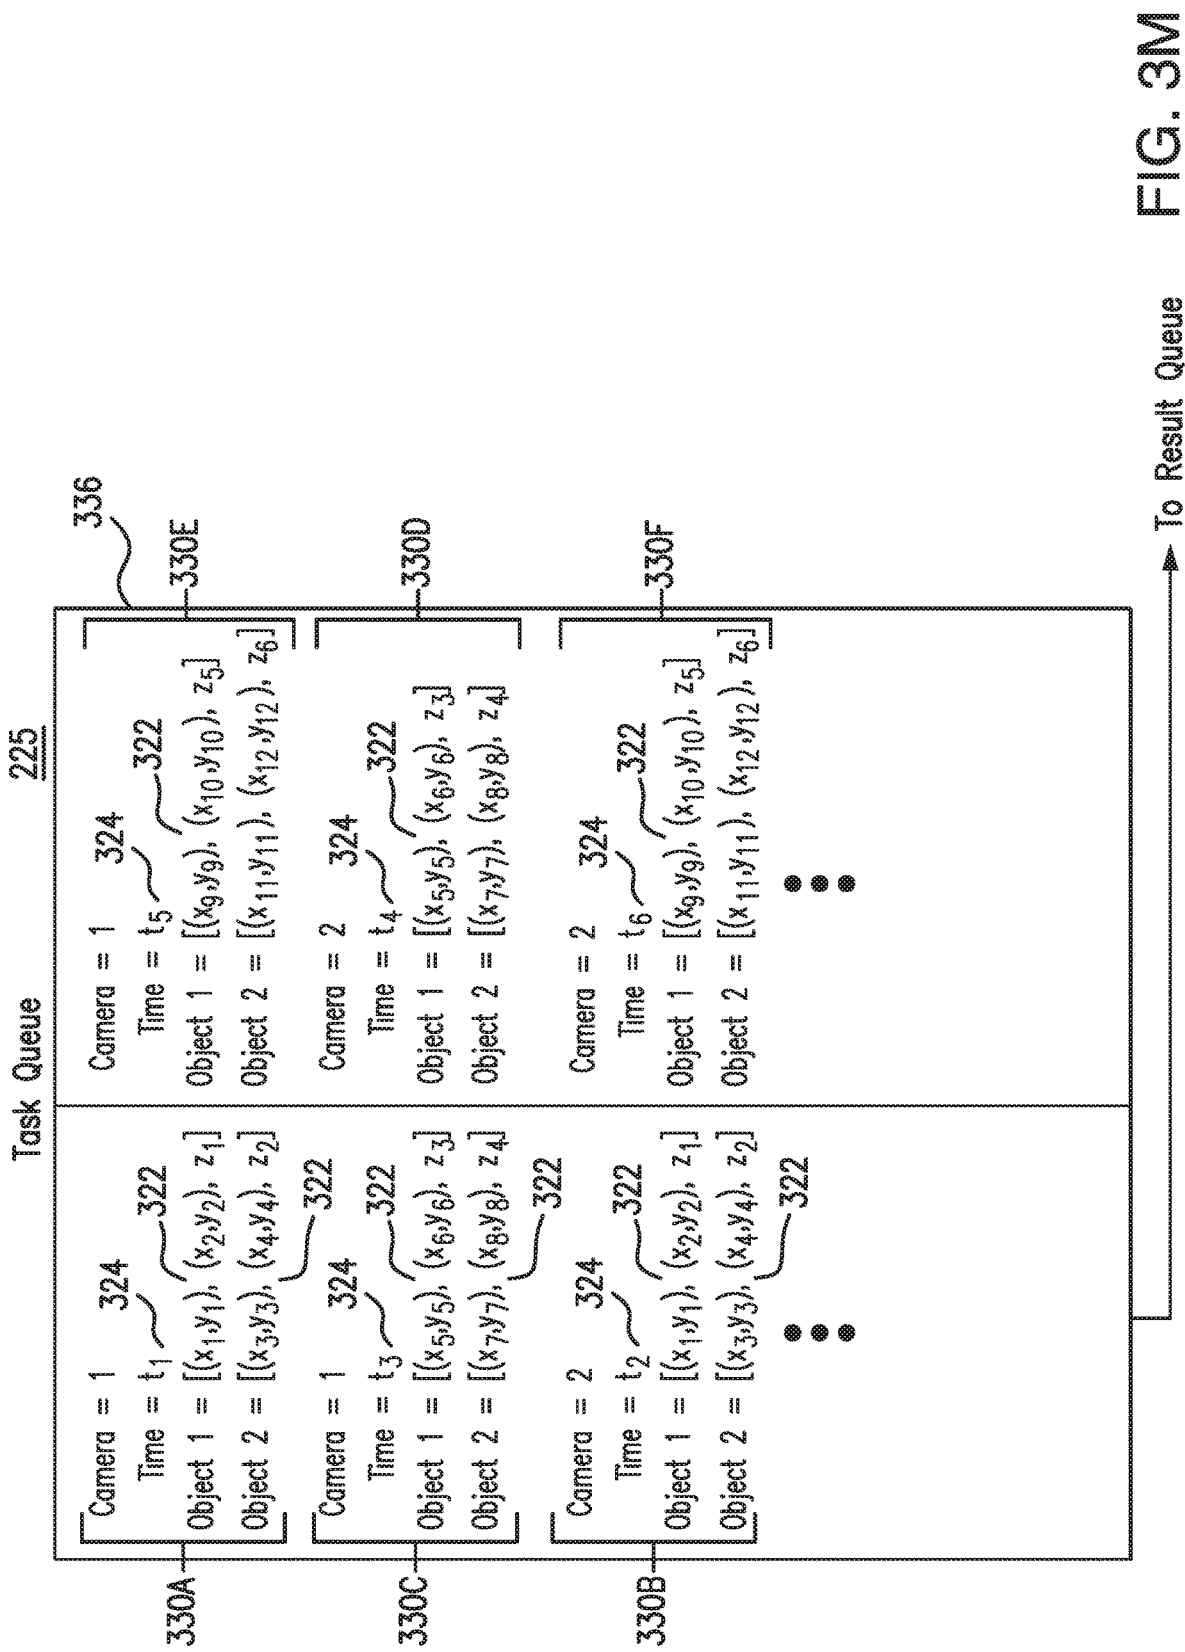 Task Queue 225
336
330A
Camera = 1
Time = t₁
324
322
Object 1 = [(x₁,y₁), (x₂,y₂), z₁]
Object 2 = [(x₃,y₃), (x₄,y₄), z₂]
322
330C
Camera = 1
Time = t₃
324
322
Object 1 = [(x₅,y₅), (x₆,y₆), z₃]
Object 2 = [(x₇,y₇), (x₈,y₈), z₄]
322
330B
Camera = 2
Time = t₂
324
322
Object 1 = [(x₁,y₁), (x₂,y₂), z₁]
Object 2 = [(x₃,y₃), (x₄,y₄), z₂]
322
Camera = 1
Time = t₅
324
322
Object 1 = [(x₉,y₉), (x₁₀,y₁₀), z₅]
Object 2 = [(x₁₁,y₁₁), (x₁₂,y₁₂), z₆]
330E
Camera = 2
Time = t₄
324
322
Object 1 = [(x₅,y₅), (x₆,y₆), z₃]
Object 2 = [(x₇,y₇), (x₈,y₈), z₄]
330D
Camera = 2
Time = t₆
324
322
Object 1 = [(x₉,y₉), (x₁₀,y₁₀), z₅]
Object 2 = [(x₁₁,y₁₁), (x₁₂,y₁₂), z₆]
330F
To Result Queue
FIG. 3M